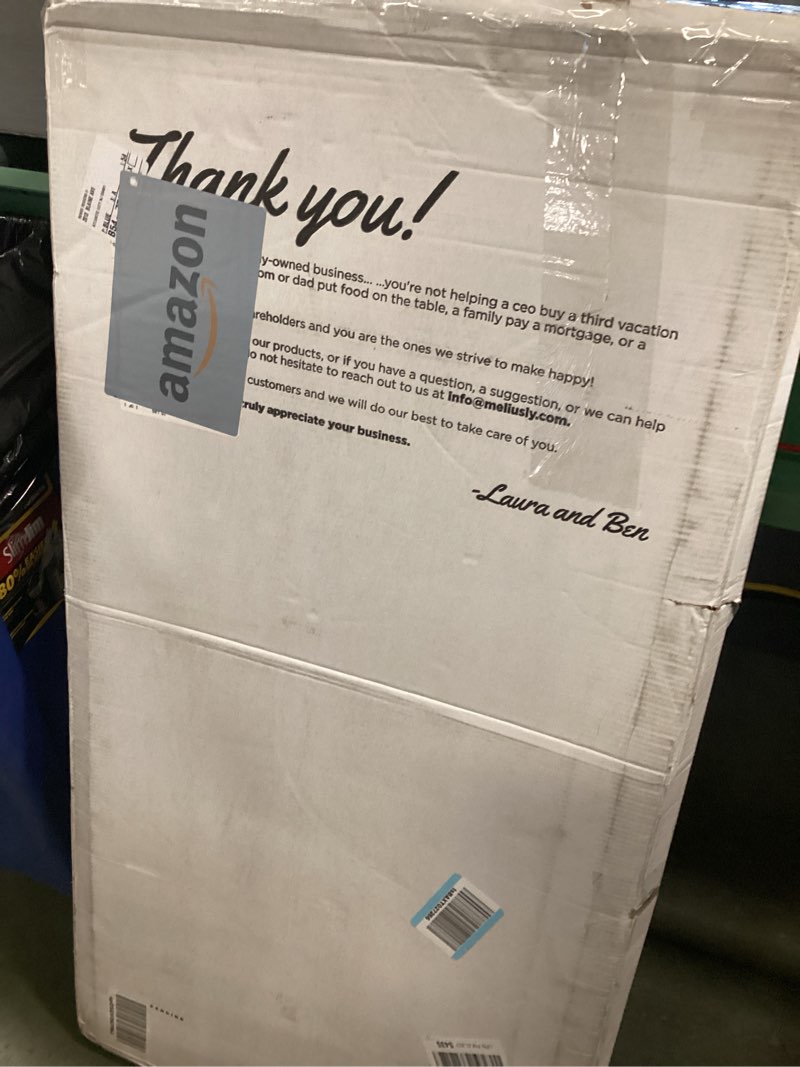 Thank you!
amazon
y-owned business... ...you're not helping a ceo buy a third vacation
om or dad put food on the table, a family pay a mortgage, or a
reholders and you are the ones we strive to make happy!
our products, or if you have a question, a suggestion, or we can help
o not hesitate to reach out to us at info@meliusly.com.
customers and we will do our best to take care of you.
truly appreciate your business.
-Laura and Ben
Slim Jim